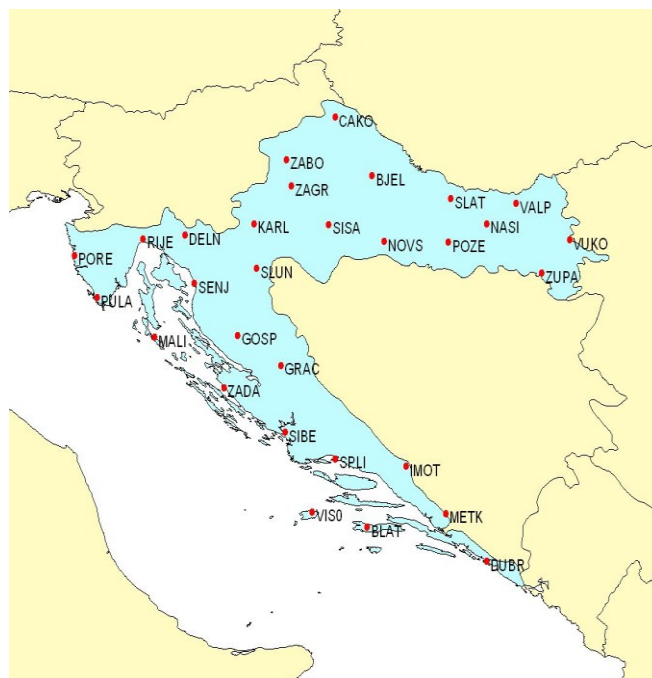 CAKO
ZABO
BJEL
ZAGR
SLAT
VALP
KARL
SISA
NASI
RIJE
DELN
NOVS
POZE
VUKO
PORE
SLUN
ZUPA
SENJ
PULA
MALI
GOSP
GRAC
ZADA
SIBE
SPLI
IMOT
VIS0
METK
BLAT
DUBR